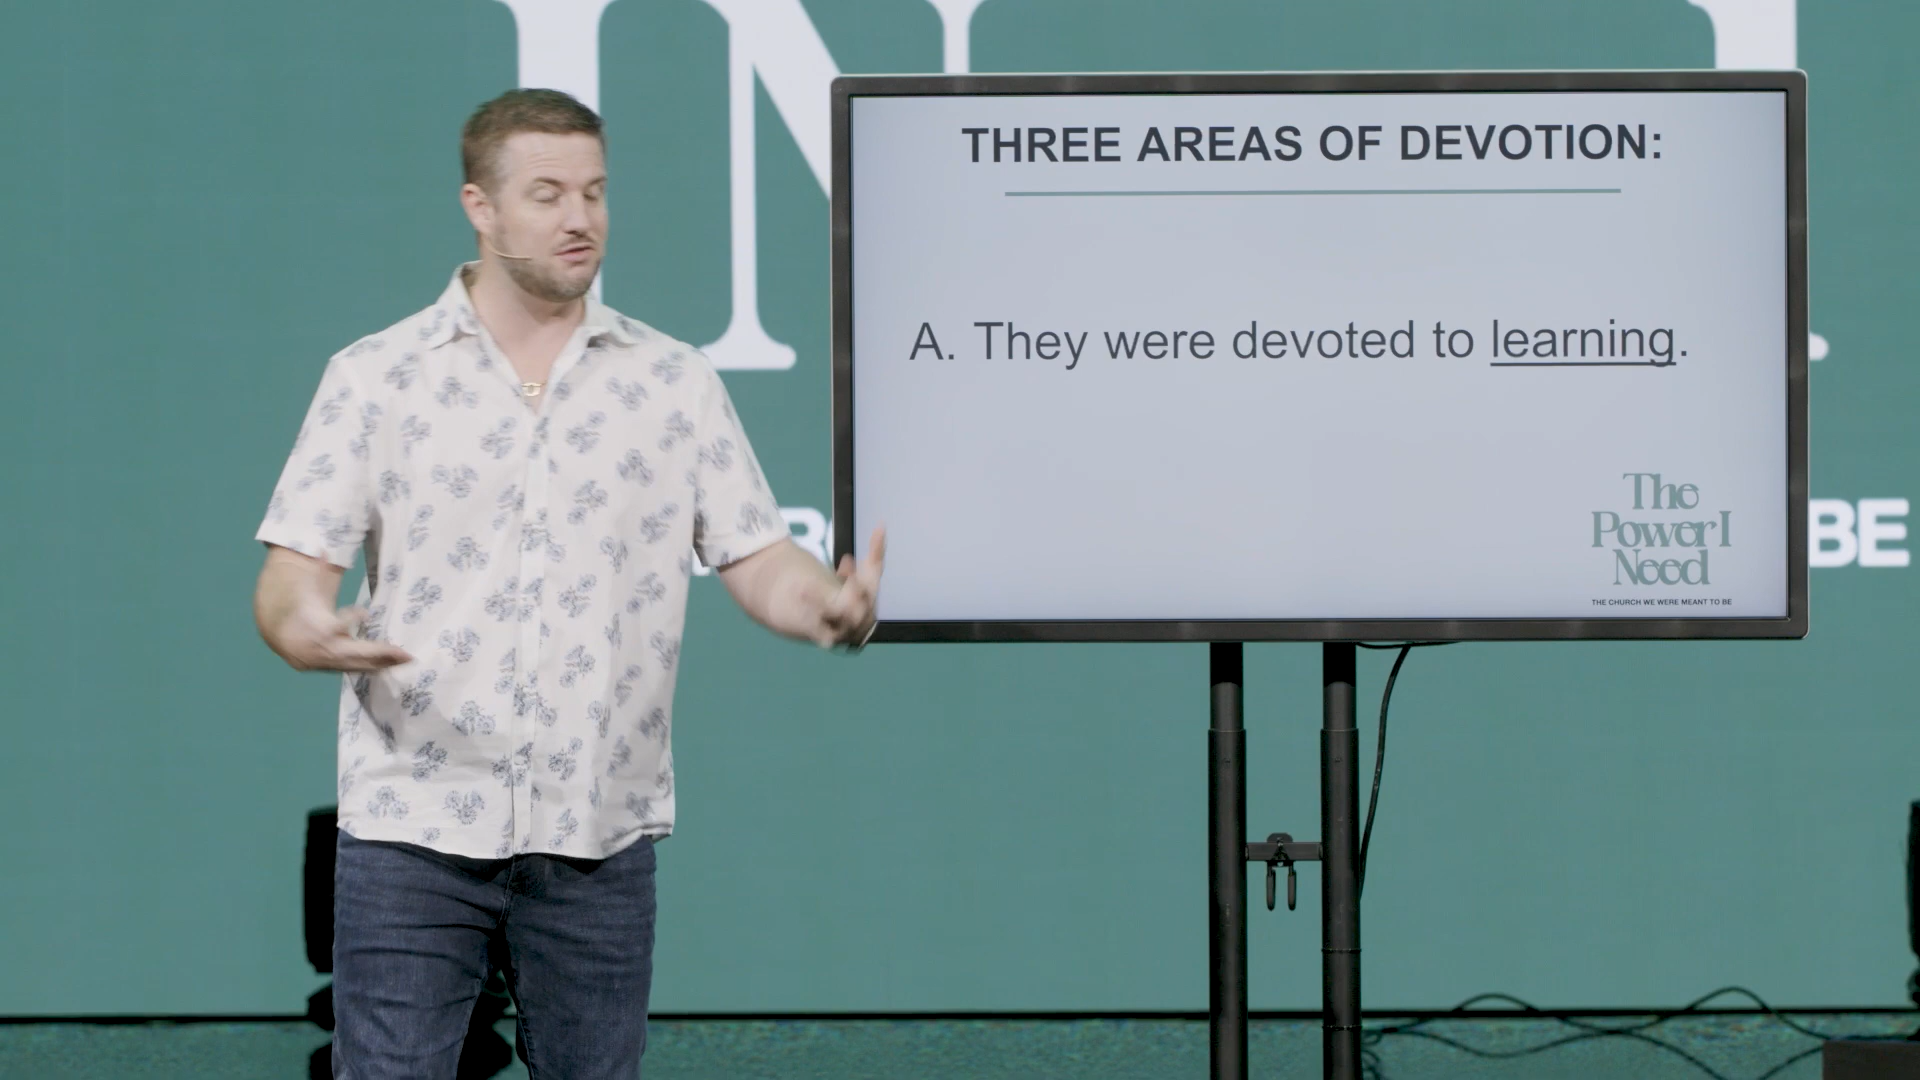 THREE AREAS OF DEVOTION:
A. They were devoted to learning.
The
Power I
Need
THE CHURCH WE WERE MEANT TO BE
BE